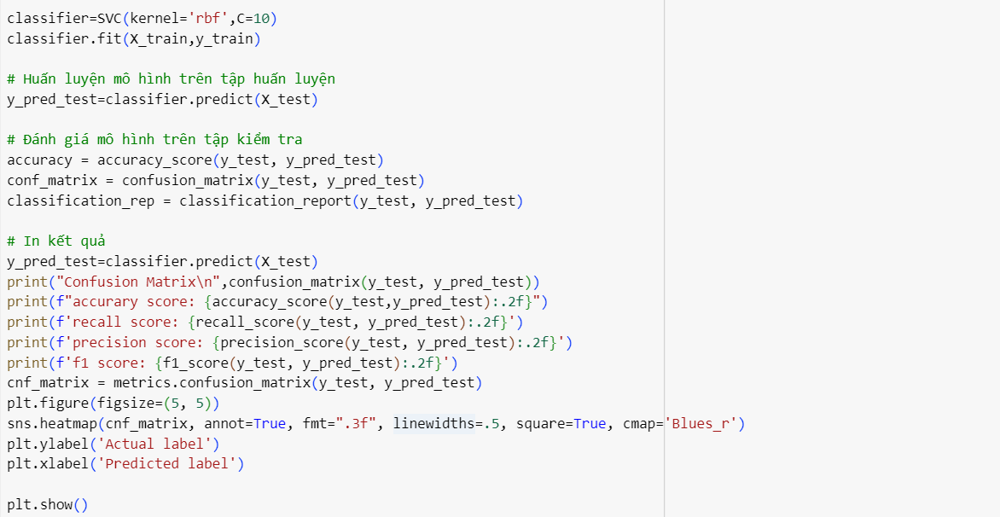 classifier=SVC(kernel='rbf',C=10)
classifier.fit(X_train,y_train)
# Huấn luyện mô hình trên tập huấn luyện
y_pred_test=classifier.predict(X_test)
# Đánh giá mô hình trên tập kiểm tra
accuracy = accuracy_score(y_test, y_pred_test)
conf_matrix = confusion_matrix(y_test, y_pred_test)
classification_rep = classification_report(y_test, y_pred_test)
# In kết quả
y_pred_test=classifier.predict(X_test)
print("Confusion Matrix\n",confusion_matrix(y_test, y_pred_test))
print(f"accurary score: {accuracy_score(y_test,y_pred_test):.2f}")
print(f'recall score: {recall_score(y_test, y_pred_test):.2f}')
print(f'precision score: {precision_score(y_test, y_pred_test):.2f}')
print(f'f1 score: {f1_score(y_test, y_pred_test):.2f}')
cnf_matrix = metrics.confusion_matrix(y_test, y_pred_test)
plt.figure(figsize=(5, 5))
sns.heatmap(cnf_matrix, annot=True, fmt=".3f", linewidths=.5, square=True, cmap='Blues_r')
plt.ylabel('Actual label')
plt.xlabel('Predicted label')
plt.show()